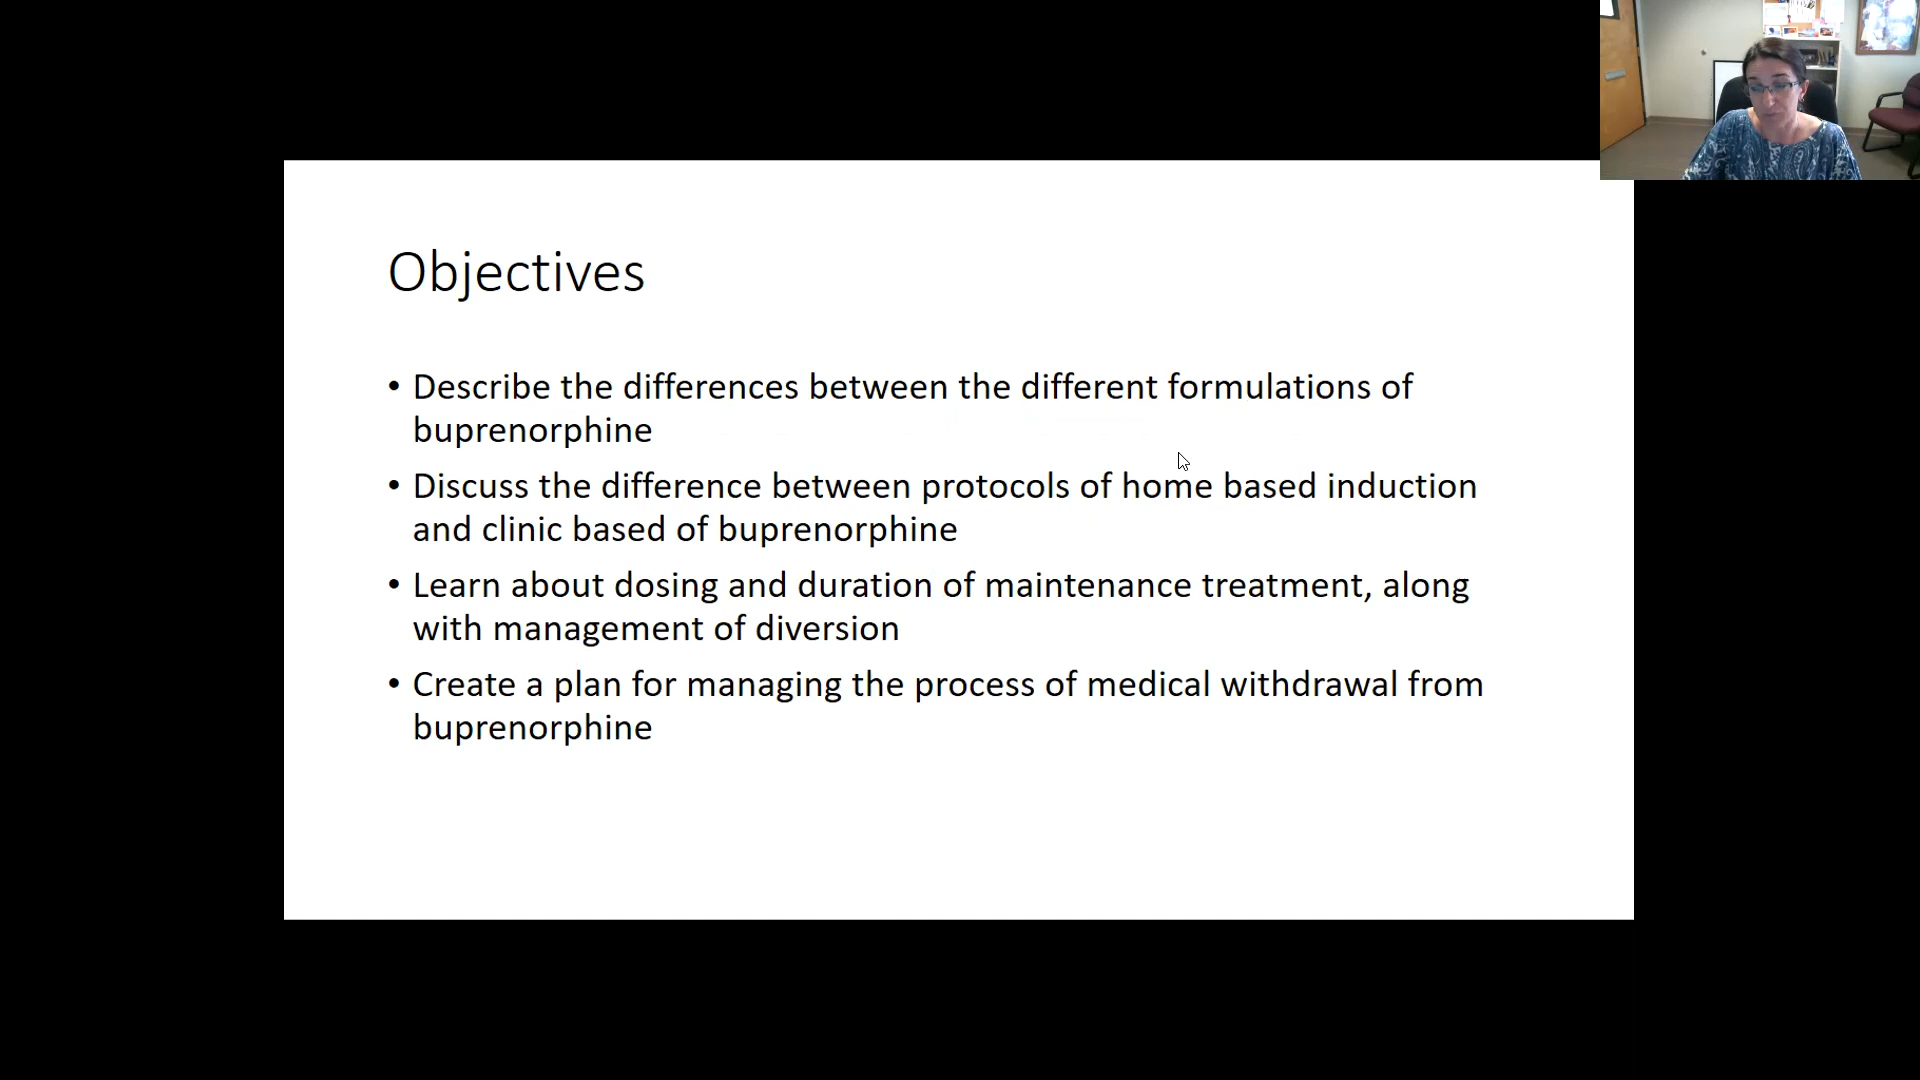 Objectives
• Describe the differences between the different formulations of
buprenorphine
• Discuss the difference between protocols of home based induction
and clinic based of buprenorphine
• Learn about dosing and duration of maintenance treatment, along
with management of diversion
• Create a plan for managing the process of medical withdrawal from
buprenorphine